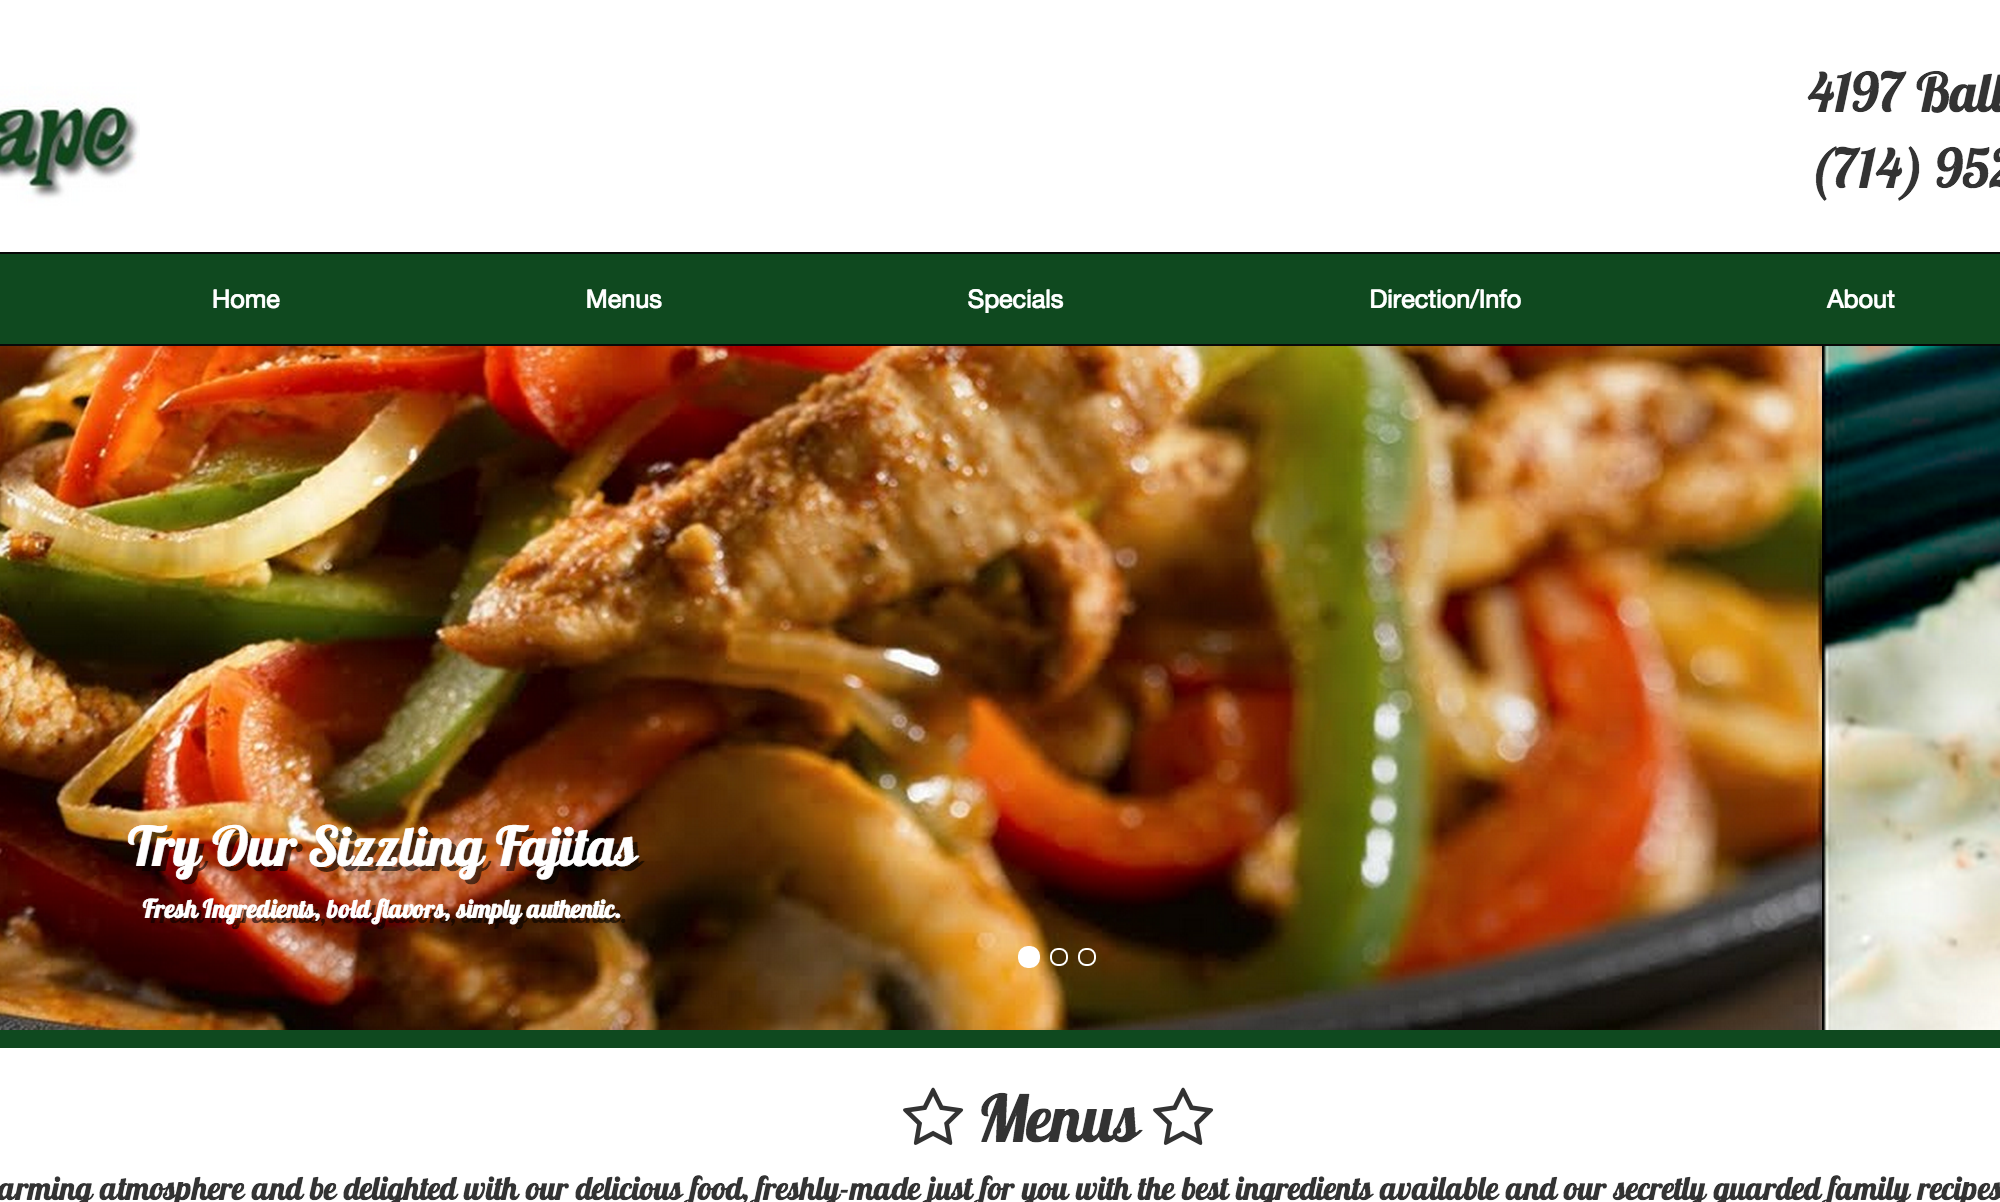 ape
4197 Ball
(714) 952
Home Menus Specials Direction/Info About
Try Our Sizzling Fajitas
Fresh Ingredients, bold flavors, simply authentic.
Menus
arming atmosphere and be delighted with our delicious food, freshly-made just for you with the best ingredients available and our secretly guarded family recipes